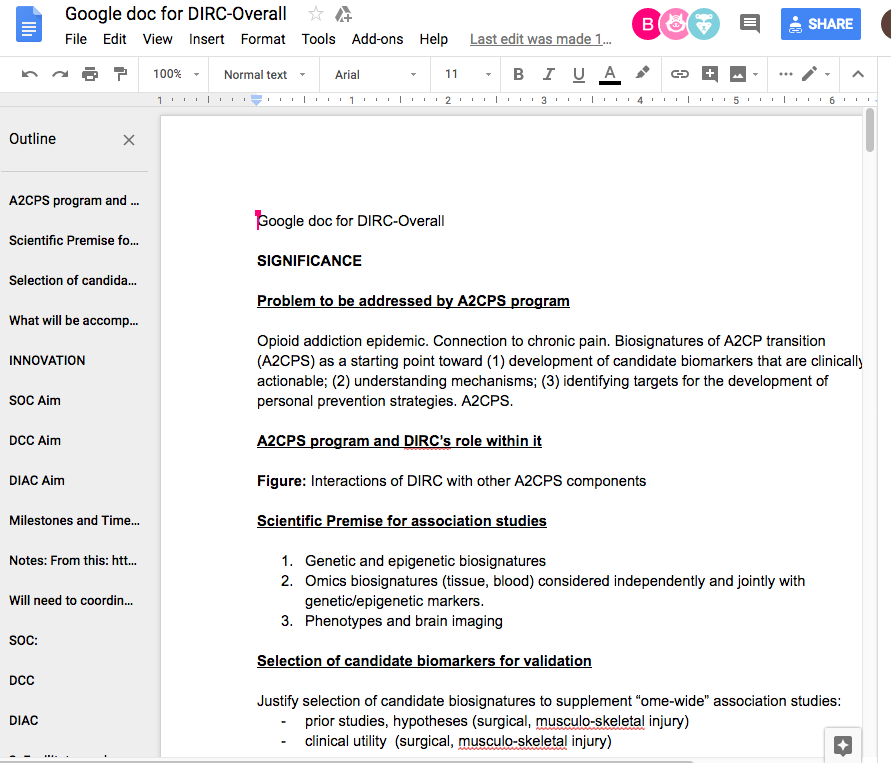 Google doc for DIRC-Overall
File Edit View Insert Format Tools Add-ons Help Last edit was made 1…
B
SHARE
100% Normal text Arial 11 B I U A
1 1 2 3 4 5 6
Outline
A2CPS program and ...
Scientific Premise fo...
Selection of candida...
What will be accomp...
INNOVATION
SOC Aim
DCC Aim
DIAC Aim
Milestones and Time...
Notes: From this: htt...
Will need to coordin...
SOC:
DCC
DIAC
Google doc for DIRC-Overall
SIGNIFICANCE
Problem to be addressed by A2CPS program
Opioid addiction epidemic. Connection to chronic pain. Biosignatures of A2CP transition
(A2CPS) as a starting point toward (1) development of candidate biomarkers that are clinically
actionable; (2) understanding mechanisms; (3) identifying targets for the development of
personal prevention strategies. A2CPS.
A2CPS program and DIRC's role within it
Figure: Interactions of DIRC with other A2CPS components
Scientific Premise for association studies
1. Genetic and epigenetic biosignatures
2. Omics biosignatures (tissue, blood) considered independently and jointly with
genetic/epigenetic markers.
3. Phenotypes and brain imaging
Selection of candidate biomarkers for validation
Justify selection of candidate biosignatures to supplement “ome-wide” association studies:
- prior studies, hypotheses (surgical, musculo-skeletal injury)
- clinical utility (surgical, musculo-skeletal injury)